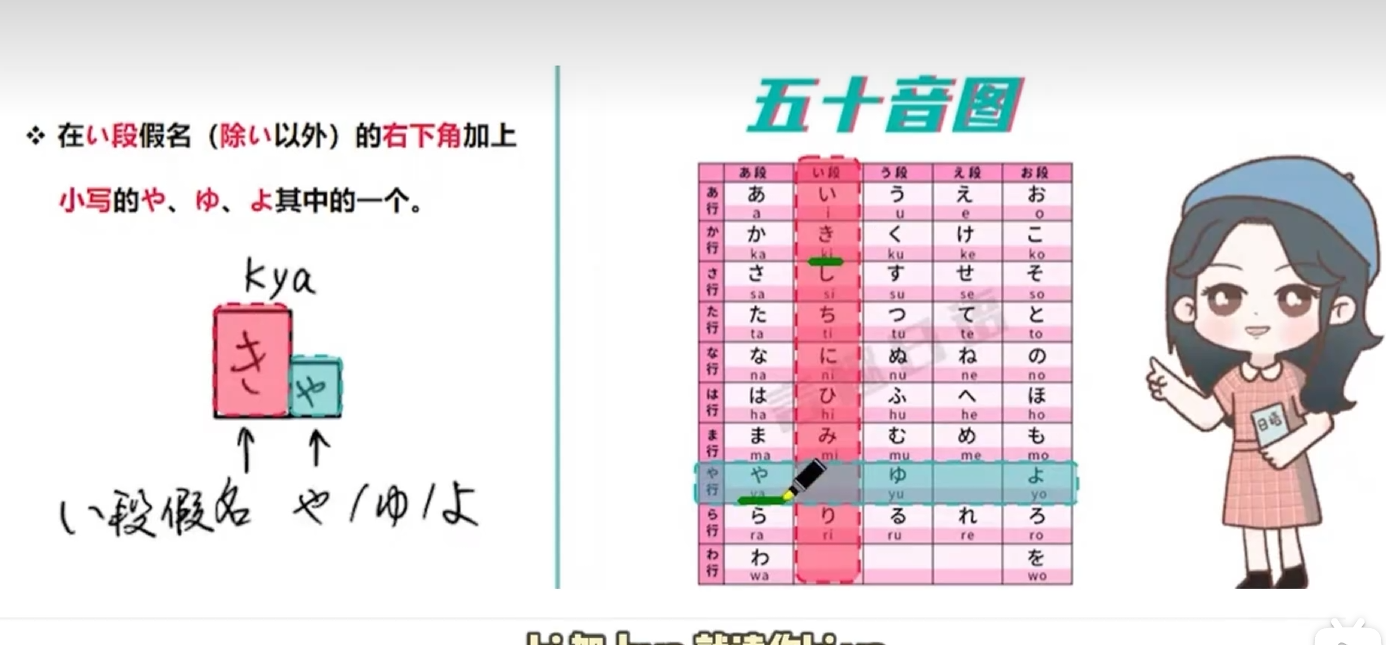 ❖ 在い段假名（除い以外）的右下角加上
小写的や、ゆ、よ其中的一个。
kya
き ゃ
い段假名 や/ゆ/よ
五十音图
あ段 い段 う段 え段 お段
あ行 あ い う え お
a i u e o
か行 か き く け こ
ka ki ku ke ko
さ行 さ し す せ そ
sa si su se so
た行 た ち つ て と
ta ti tu te to
な行 な に ぬ ね の
na ni nu ne no
は行 は ひ ふ へ ほ
ha hi hu he ho
ま行 ま み む め も
ma mi mu me mo
や行 や ゆ よ
ya yu yo
ら行 ら り る れ ろ
ra ri ru re ro
わ行 わ を
wa wo
日语